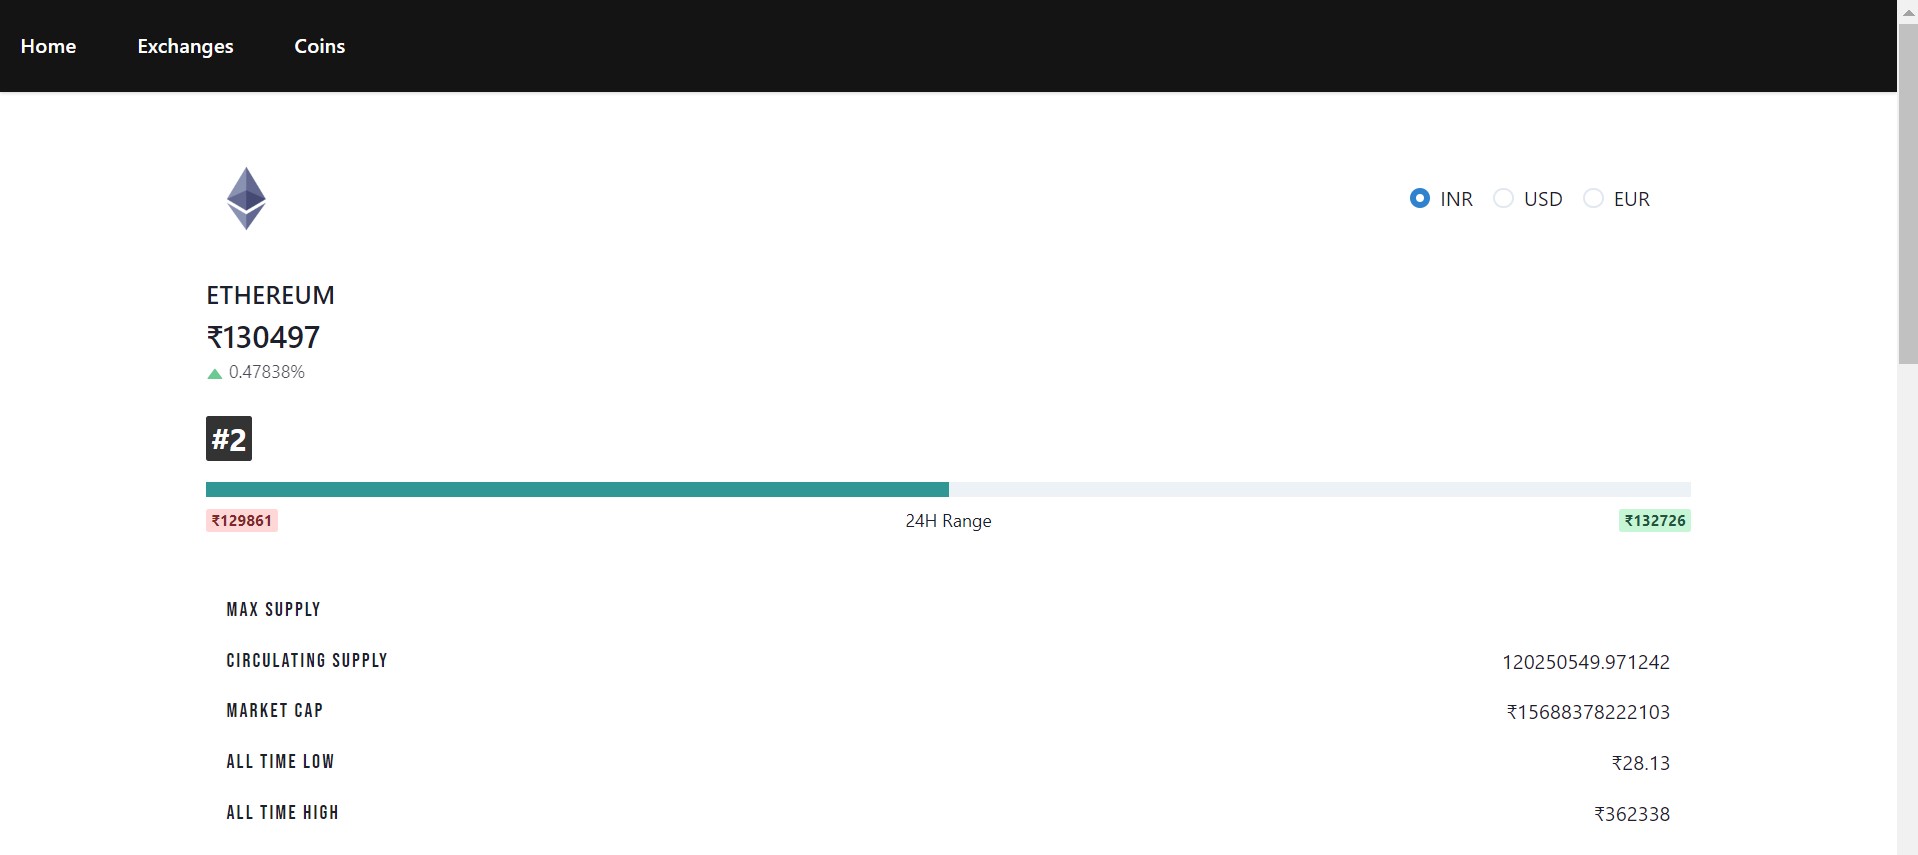 Home Exchanges Coins
INR USD EUR
ETHEREUM
₹130497
0.47838%
#2
₹129861 24H Range ₹132726
MAX SUPPLY
CIRCULATING SUPPLY 120250549.971242
MARKET CAP ₹15688378222103
ALL TIME LOW ₹28.13
ALL TIME HIGH ₹362338